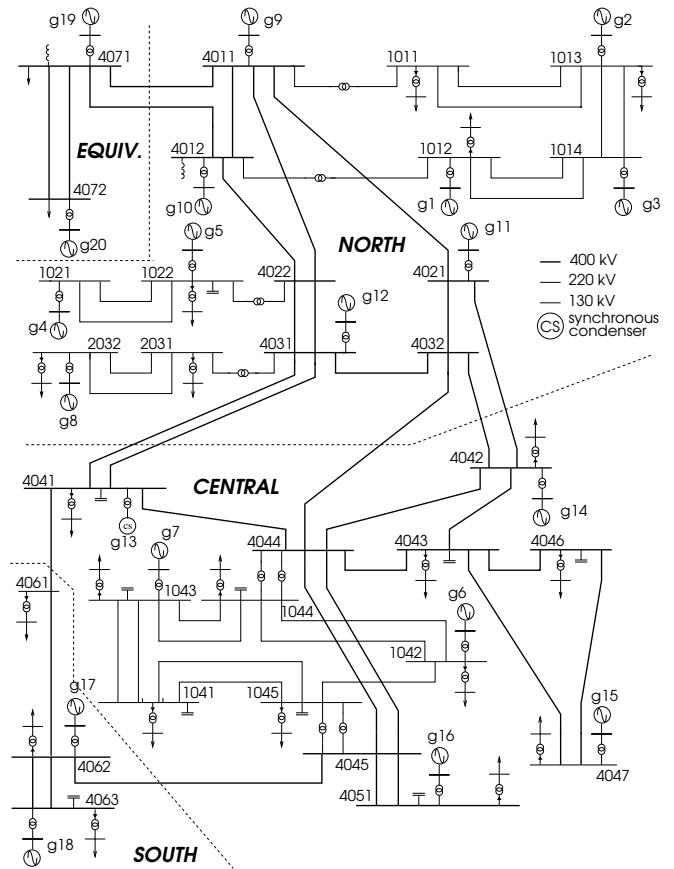 g19
g9
g2
4071
4011
1011
1013
EQUIV.
4012
1012
1014
4072
g10
g1
g3
g20
g5
g11
NORTH
1021
1022
4022
4021
g12
g4
400 kV
220 kV
130 kV
CS synchronous
condenser
2032
2031
4031
4032
g8
4041
CENTRAL
4042
cs
g13
g7
g14
4044
4043
4046
4061
1043
1044
g6
1042
g17
1041
1045
g15
g16
4062
4045
4047
4063
4051
g18
SOUTH